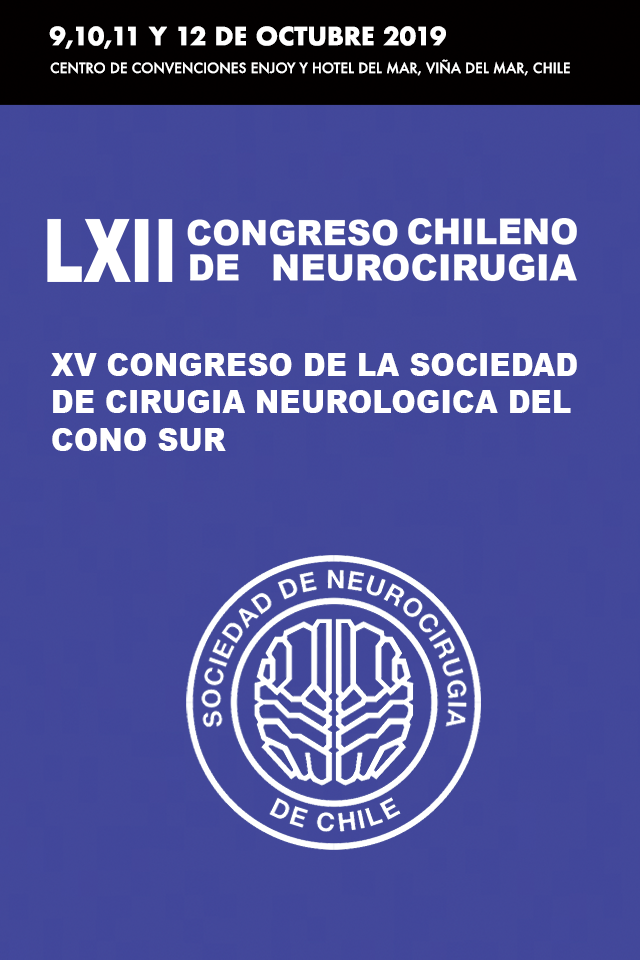 9,10,11 Y 12 DE OCTUBRE 2019
CENTRO DE CONVENCIONES ENJOY Y HOTEL DEL MAR, VIÑA DEL MAR, CHILE
LXII CONGRESO CHILENO
DE NEUROCIRUGIA
XV CONGRESO DE LA SOCIEDAD
DE CIRUGIA NEUROLOGICA DEL
CONO SUR
SOCIEDAD DE NEUROCIRUGIA
DE CHILE